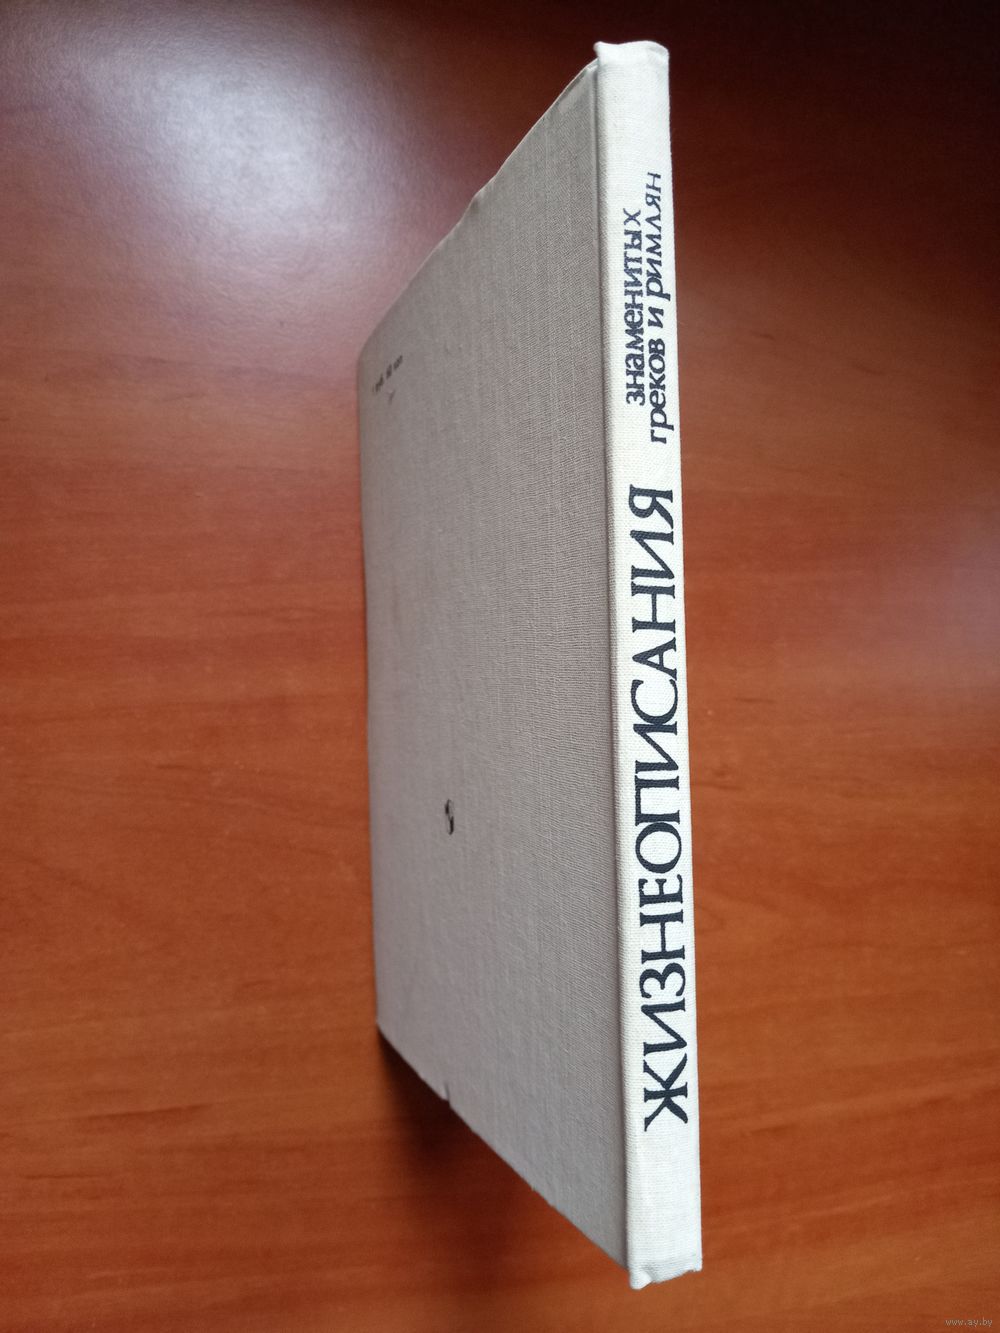 ЖИЗНЕОПИСАНИЯ
знаменитых
греков и римлян
www.ay.by